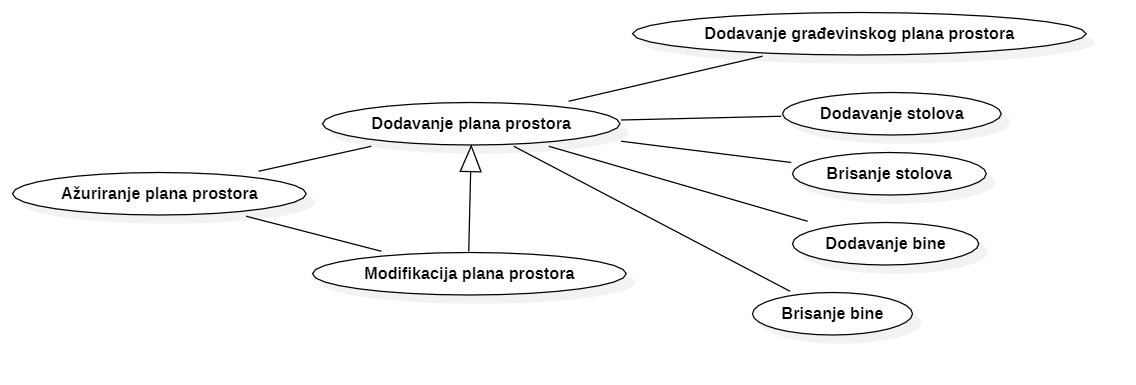 Dodavanje građevinskog plana prostora
Dodavanje plana prostora
Dodavanje stolova
Brisanje stolova
Ažuriranje plana prostora
Dodavanje bine
Modifikacija plana prostora
Brisanje bine